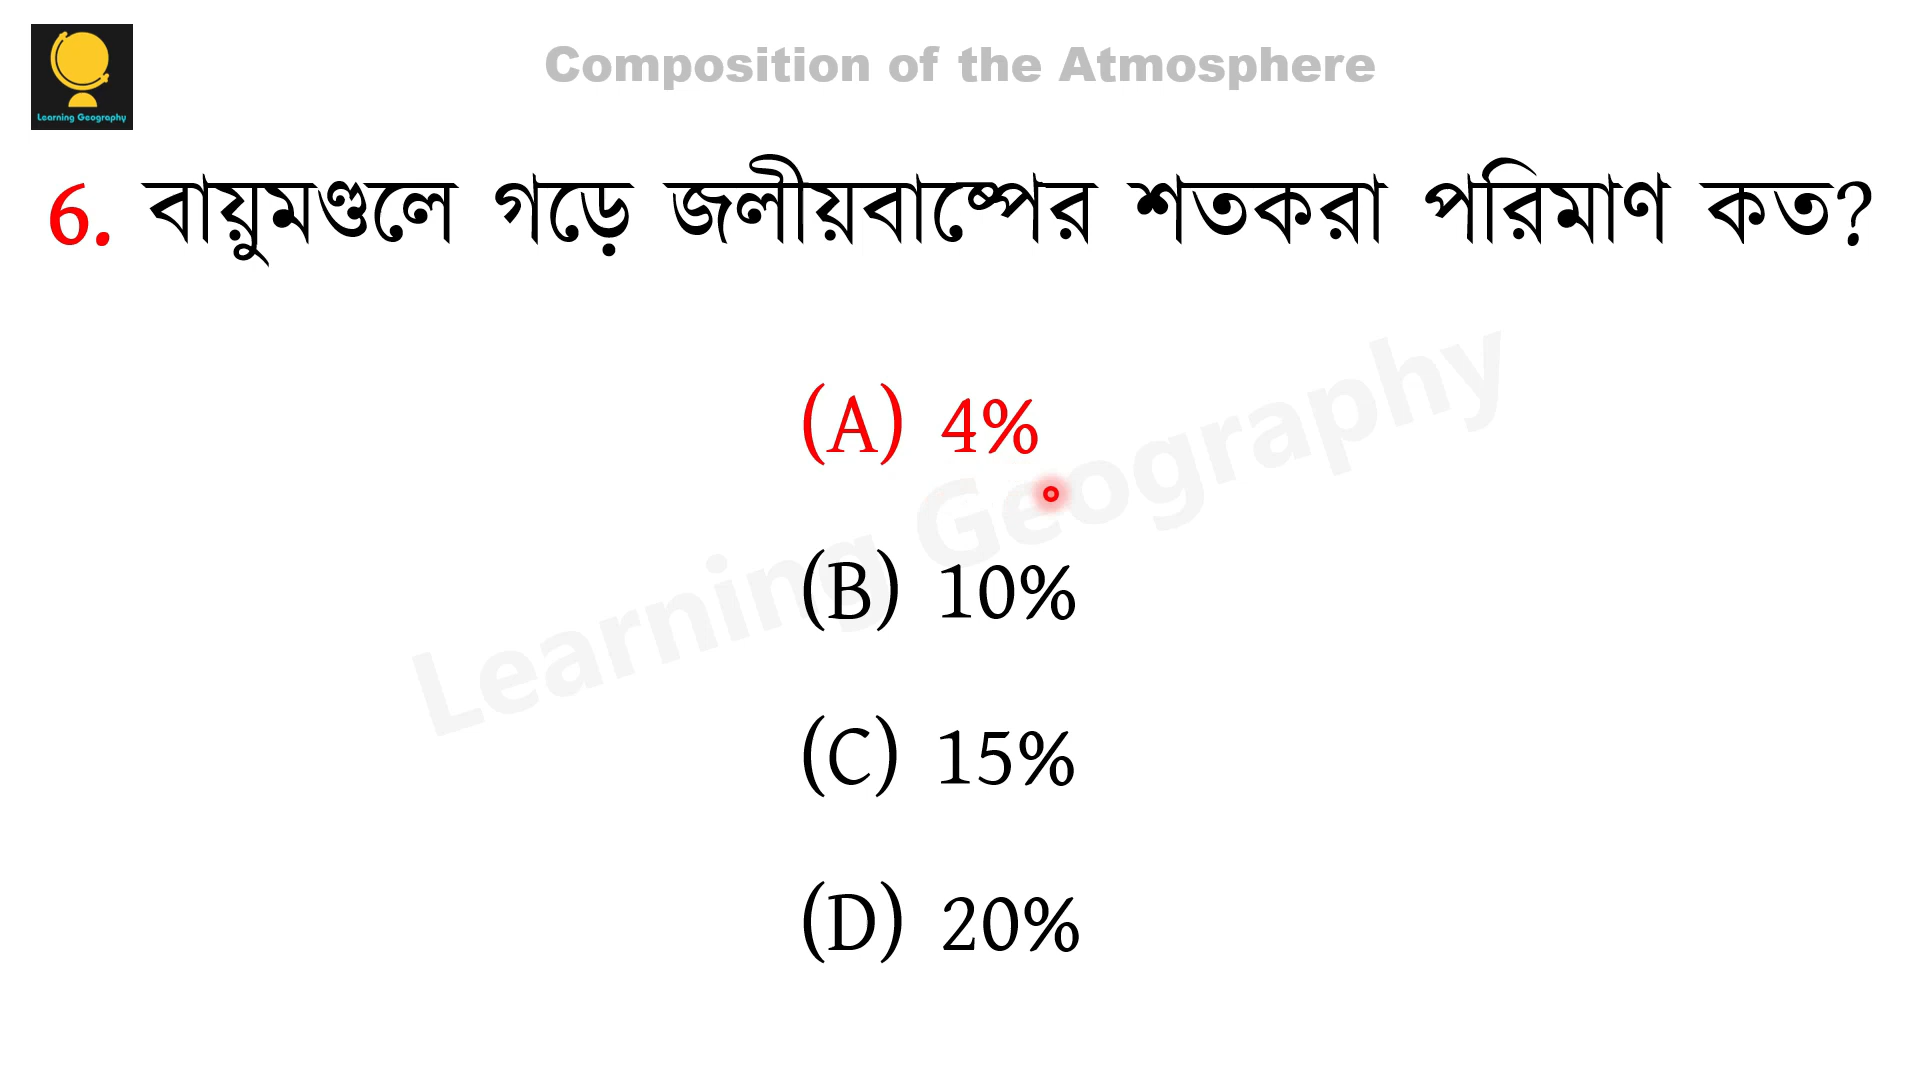 Composition of the Atmosphere
Learning Geography
6. বায়ুমণ্ডলে গড়ে জলীয়বাষ্পের শতকরা পরিমাণ কত?
(A) 4%
(B) 10%
(C) 15%
(D) 20%
Learning Geography